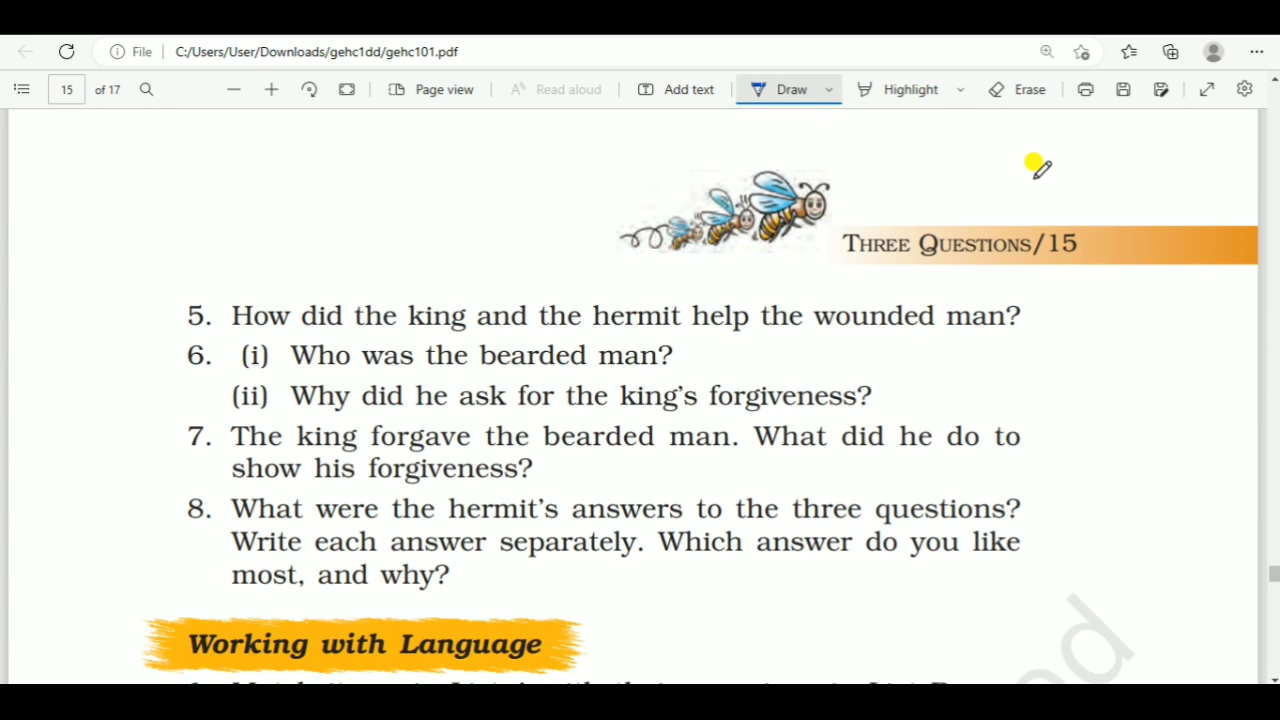 File C:/Users/User/Downloads/gehc1dd/gehc101.pdf
15 of 17 Page view Read aloud Add text Draw Highlight Erase
THREE QUESTIONS/15
5. How did the king and the hermit help the wounded man?
6. (i) Who was the bearded man?
(ii) Why did he ask for the king's forgiveness?
7. The king forgave the bearded man. What did he do to
show his forgiveness?
8. What were the hermit's answers to the three questions?
Write each answer separately. Which answer do you like
most, and why?
Working with Language